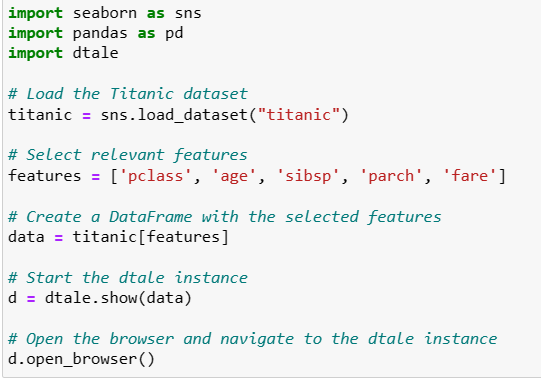 import seaborn as sns
import pandas as pd
import dtale
# Load the Titanic dataset
titanic = sns.load_dataset("titanic")
# Select relevant features
features = ['pclass', 'age', 'sibsp', 'parch', 'fare']
# Create a DataFrame with the selected features
data = titanic[features]
# Start the dtale instance
d = dtale.show(data)
# Open the browser and navigate to the dtale instance
d.open_browser()